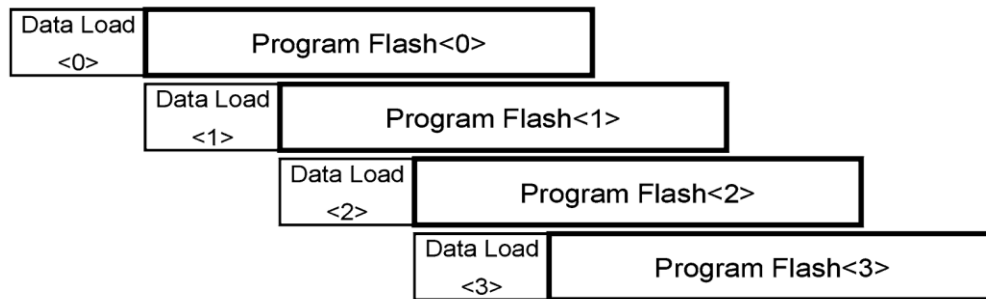 Data Load
<0>
Program Flash<0>
Data Load
<1>
Program Flash<1>
Data Load
<2>
Program Flash<2>
Data Load
<3>
Program Flash<3>